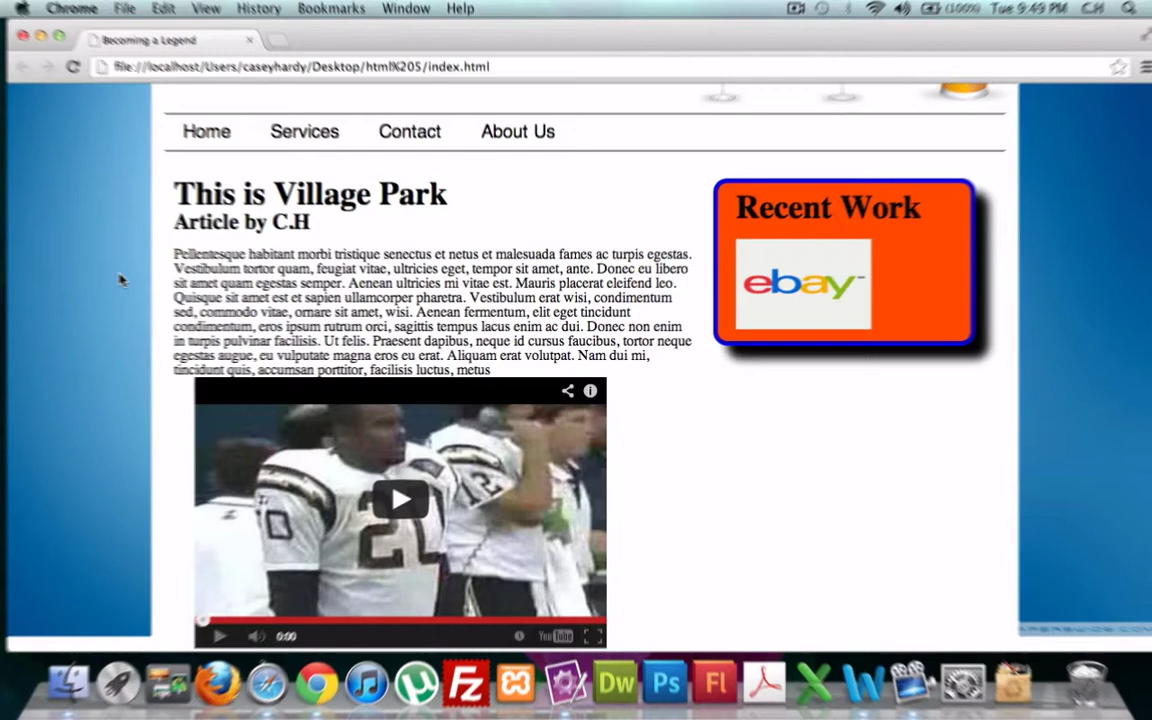 Chrome File Edit View History Bookmarks Window Help (100%) Tue 9:49 PM C.H
Becoming a Legend
file://localhost/Users/caseyhardy/Desktop/html%205/index.html
Home Services Contact About Us
This is Village Park
Article by C.H
Pellentesque habitant morbi tristique senectus et netus et malesuada fames ac turpis egestas.
Vestibulum tortor quam, feugiat vitae, ultricies eget, tempor sit amet, ante. Donec eu libero
sit amet quam egestas semper. Aenean ultricies mi vitae est. Mauris placerat eleifend leo.
Quisque sit amet est et sapien ullamcorper pharetra. Vestibulum erat wisi, condimentum
sed, commodo vitae, ornare sit amet, wisi. Aenean fermentum, elit eget tincidunt
condimentum, eros ipsum rutrum orci, sagittis tempus lacus enim ac dui. Donec non enim
in turpis pulvinar facilisis. Ut felis. Praesent dapibus, neque id cursus faucibus, tortor neque
egestas augue, eu vulputate magna eros eu erat. Aliquam erat volutpat. Nam dui mi,
tincidunt quis, accumsan porttitor, facilisis luctus, metus
Recent Work
ebay™
21
0:00 YouTube
Fz Dw Ps Fl X W